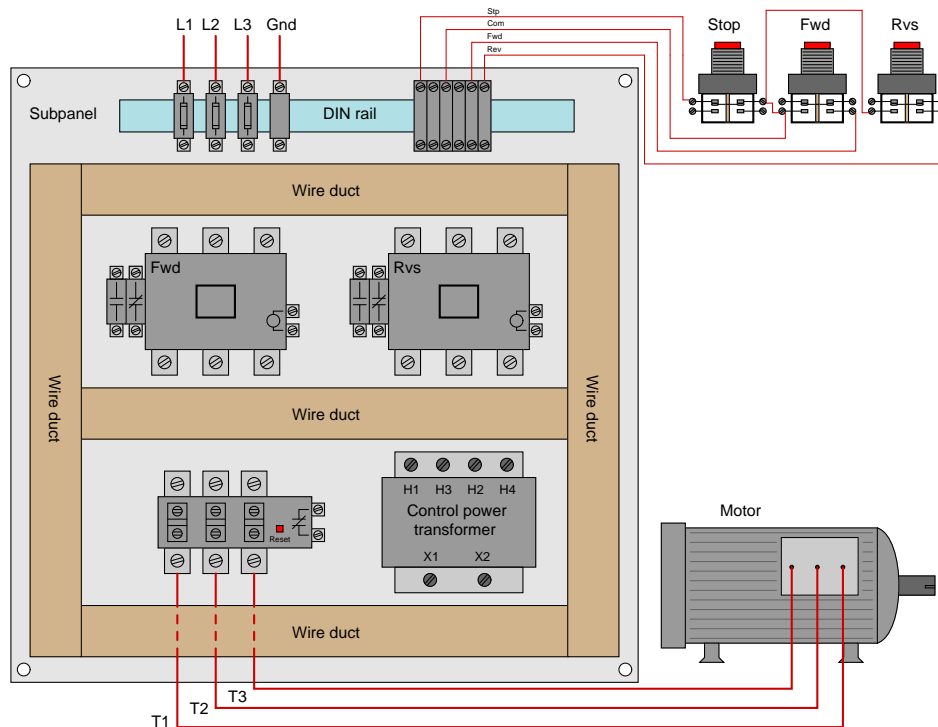 L1 L2 L3 Gnd
Stp
Com
Fwd
Rev
Stop Fwd Rvs
Subpanel
DIN rail
Wire duct
Fwd
Rvs
Wire duct
Wire duct
Wire duct
H1 H3 H2 H4
Control power
transformer
X1 X2
Reset
Motor
Wire duct
T3
T2
T1